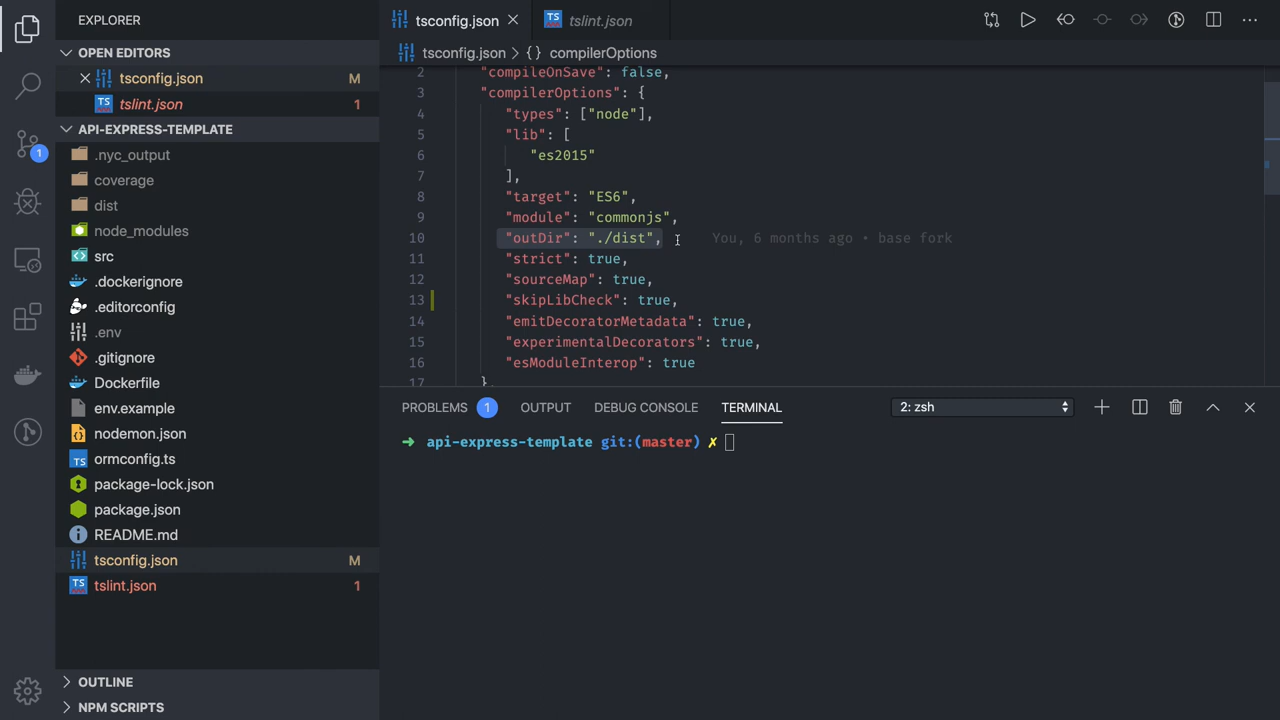 EXPLORER
OPEN EDITORS
tsconfig.json M
TS tslint.json 1
API-EXPRESS-TEMPLATE
.nyc_output
coverage
dist
node_modules
src
.dockerignore
.editorconfig
.env
.gitignore
Dockerfile
env.example
nodemon.json
TS ormconfig.ts
package-lock.json
package.json
README.md
tsconfig.json M
TS tslint.json 1
OUTLINE
NPM SCRIPTS
1
tsconfig.json
TS tslint.json
tsconfig.json > {} compilerOptions
2 "compileOnSave": false,
3 "compilerOptions": {
4 "types": ["node"],
5 "lib": [
6 "es2015"
7 ],
8 "target": "ES6",
9 "module": "commonjs",
10 "outDir": "./dist", You, 6 months ago • base fork
11 "strict": true,
12 "sourceMap": true,
13 "skipLibCheck": true,
14 "emitDecoratorMetadata": true,
15 "experimentalDecorators": true,
16 "esModuleInterop": true
17 }
PROBLEMS 1 OUTPUT DEBUG CONSOLE TERMINAL 2: zsh
➜ api-express-template git:(master) ✗